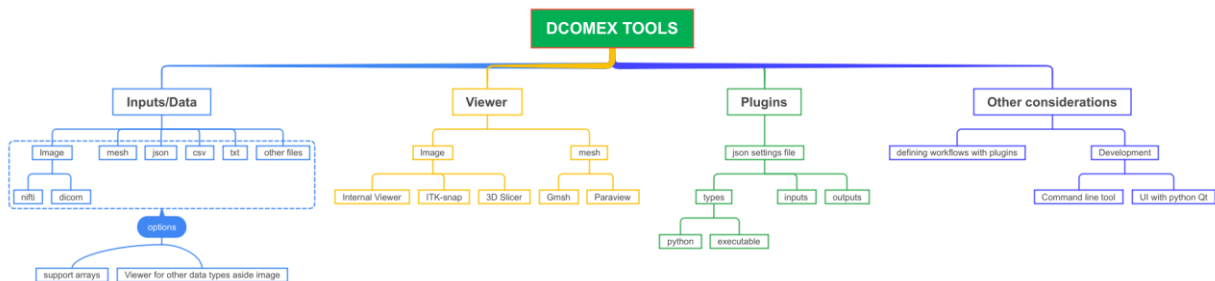 DCOMEX TOOLS
Inputs/Data
Viewer
Plugins
Other considerations
Image
mesh
json
csv
txt
other files
nifti
dicom
options
support arrays
Viewer for other data types aside image
Image
mesh
Internal Viewer
ITK-snap
3D Slicer
Gmsh
Paraview
json settings file
types
inputs
outputs
python
executable
defining workflows with plugins
Development
Command line tool
UI with python Qt